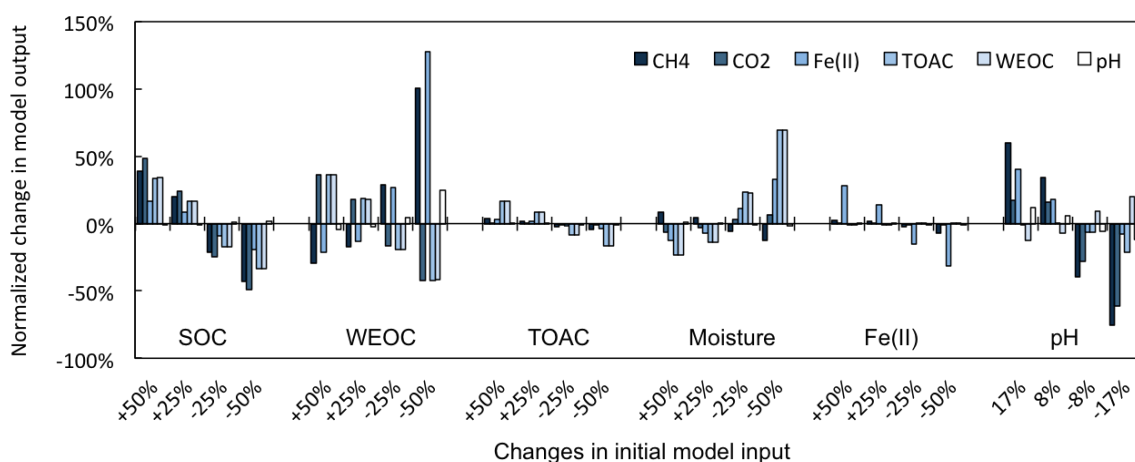 Normalized change in model output
150%
100%
50%
0%
-50%
-100%
CH4 CO2 Fe(II) TOAC WEOC pH
SOC WEOC TOAC Moisture Fe(II) pH
+50% +25% -25% -50% +50% +25% -25% -50% +50% +25% -25% -50% +50% +25% -25% -50% +50% +25% -25% -50% 17% 8% -8% -17%
Changes in initial model input